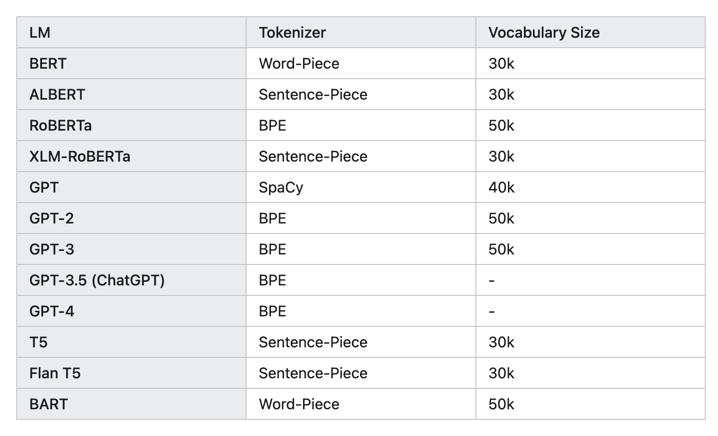 LM Tokenizer Vocabulary Size
BERT Word-Piece 30k
ALBERT Sentence-Piece 30k
RoBERTa BPE 50k
XLM-RoBERTa Sentence-Piece 30k
GPT SpaCy 40k
GPT-2 BPE 50k
GPT-3 BPE 50k
GPT-3.5 (ChatGPT) BPE -
GPT-4 BPE -
T5 Sentence-Piece 30k
Flan T5 Sentence-Piece 30k
BART Word-Piece 50k